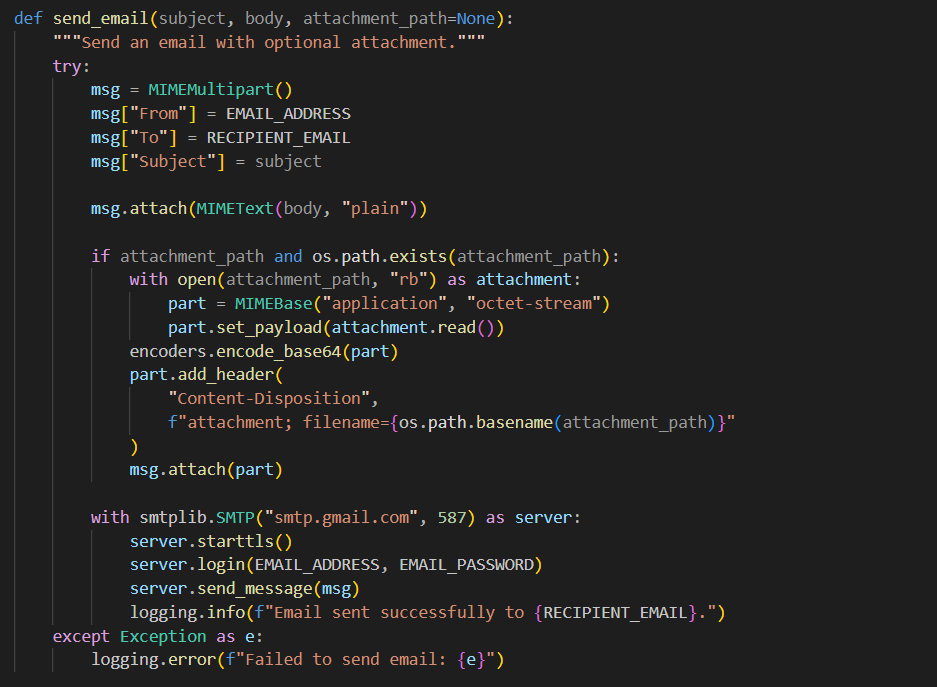 def send_email(subject, body, attachment_path=None):
    """Send an email with optional attachment."""
    try:
        msg = MIMEMultipart()
        msg["From"] = EMAIL_ADDRESS
        msg["To"] = RECIPIENT_EMAIL
        msg["Subject"] = subject

        msg.attach(MIMEText(body, "plain"))

        if attachment_path and os.path.exists(attachment_path):
            with open(attachment_path, "rb") as attachment:
                part = MIMEBase("application", "octet-stream")
                part.set_payload(attachment.read())
            encoders.encode_base64(part)
            part.add_header(
                "Content-Disposition",
                f"attachment; filename={os.path.basename(attachment_path)}"
            )
            msg.attach(part)

        with smtplib.SMTP("smtp.gmail.com", 587) as server:
            server.starttls()
            server.login(EMAIL_ADDRESS, EMAIL_PASSWORD)
            server.send_message(msg)
            logging.info(f"Email sent successfully to {RECIPIENT_EMAIL}.")
    except Exception as e:
        logging.error(f"Failed to send email: {e}")